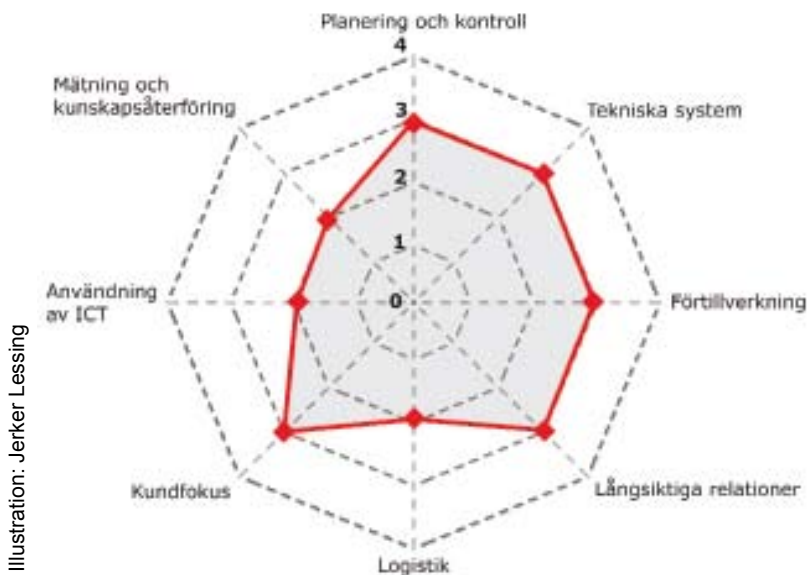 Planering och kontroll
4
Mätning och
kunskapsåterföring
3
Tekniska system
2
1
Användning
av ICT
0
Förtillverkning
Kundfokus
Långsiktiga relationer
Logistik
Illustration: Jerker Lessing